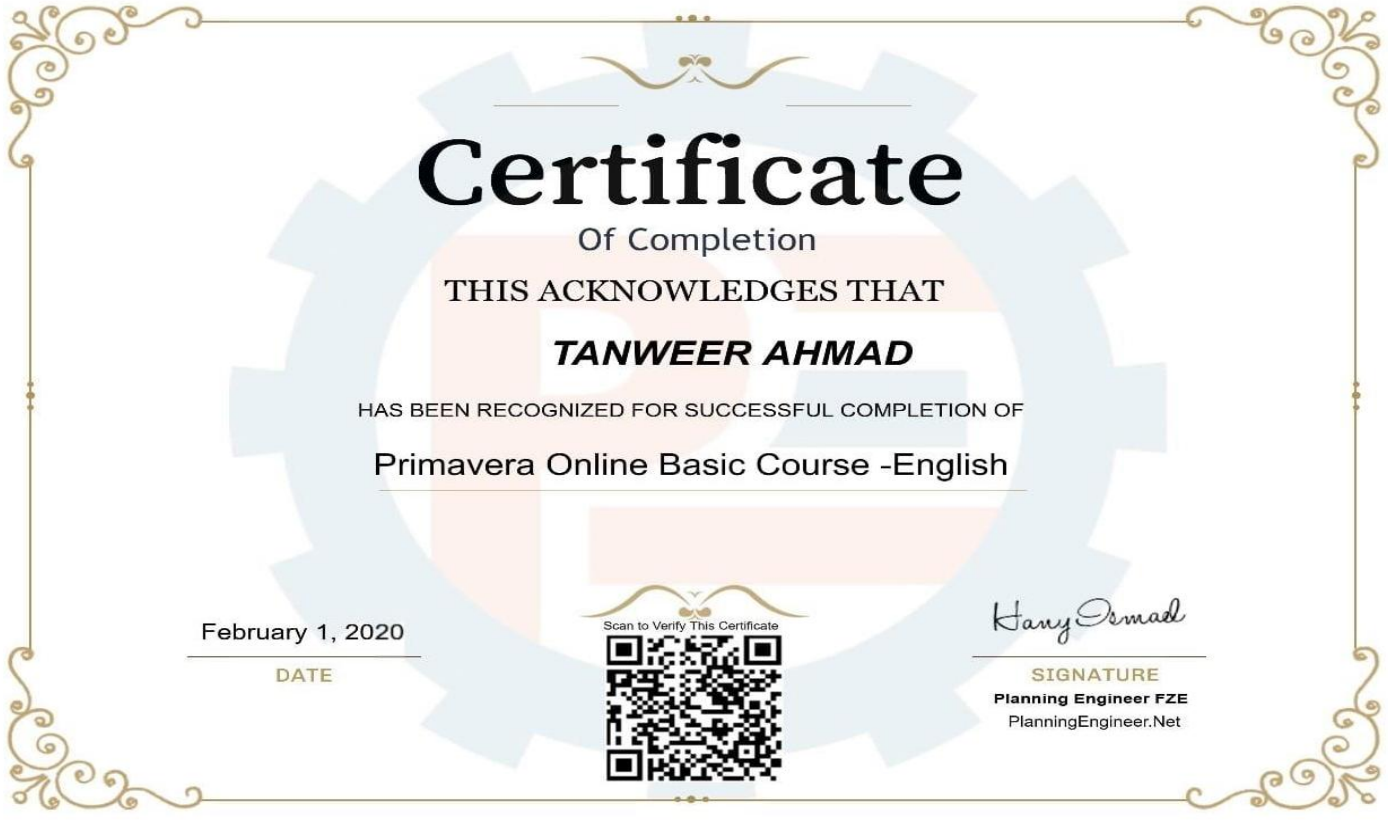 Certificate
Of Completion
THIS ACKNOWLEDGES THAT
TANWEER AHMAD
HAS BEEN RECOGNIZED FOR SUCCESSFUL COMPLETION OF
Primavera Online Basic Course -English
February 1, 2020
DATE
Scan to Verify This Certificate
Hany Ismael
SIGNATURE
Planning Engineer FZE
PlanningEngineer.Net